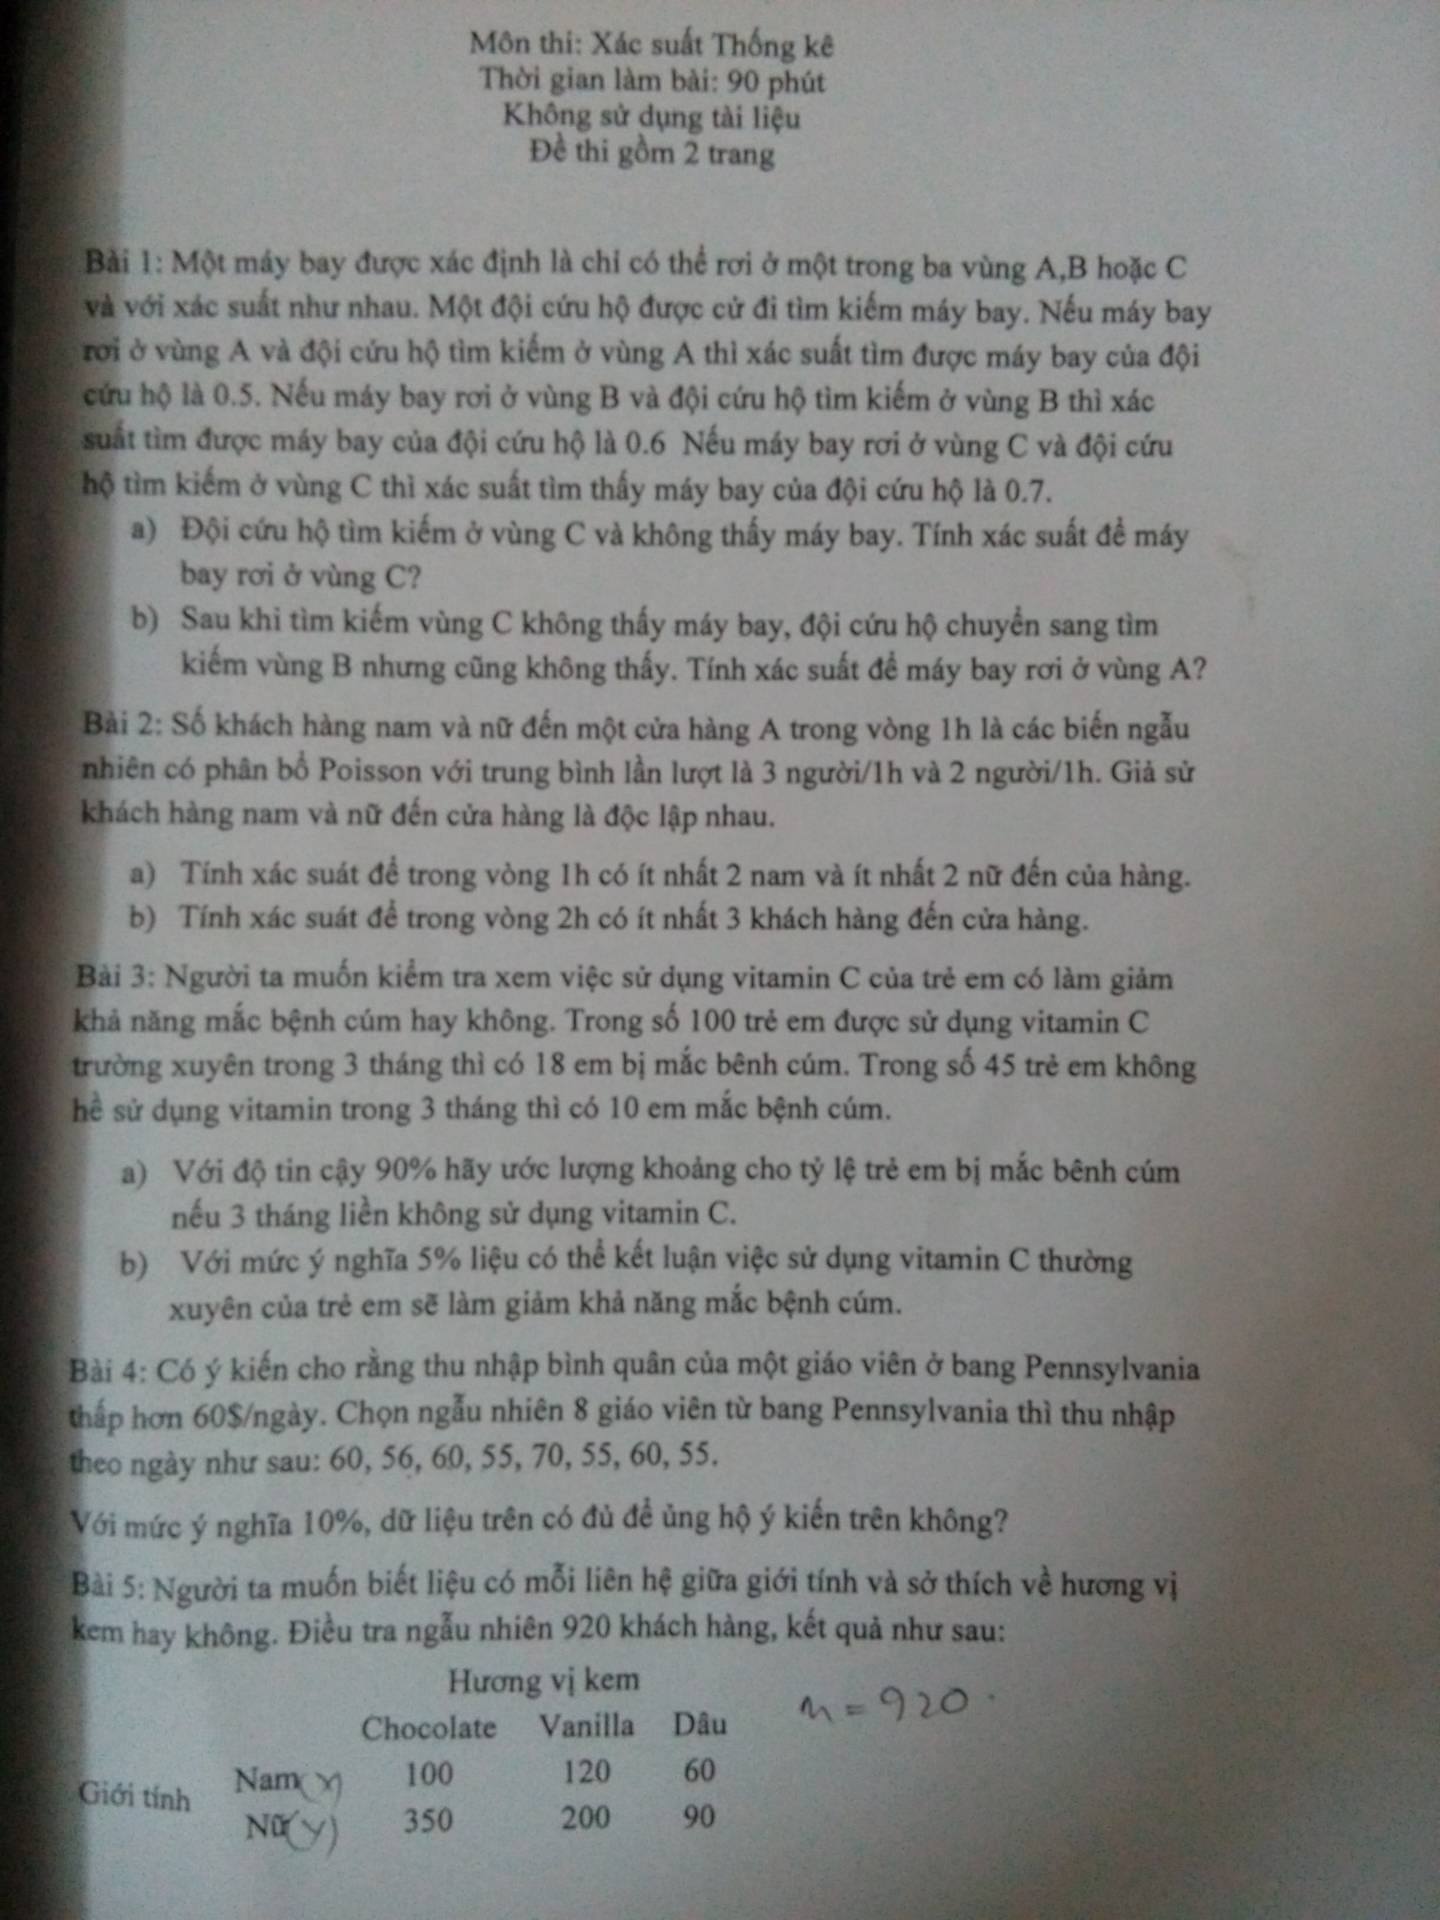 Môn thi: Xác suất Thống kê
Thời gian làm bài: 90 phút
Không sử dụng tài liệu
Đề thi gồm 2 trang
Bài 1: Một máy bay được xác định là chỉ có thể rơi ở một trong ba vùng A,B hoặc C
và với xác suất như nhau. Một đội cứu hộ được cử đi tìm kiếm máy bay. Nếu máy bay
rơi ở vùng A và đội cứu hộ tìm kiếm ở vùng A thì xác suất tìm được máy bay của đội
cứu hộ là 0.5. Nếu máy bay rơi ở vùng B và đội cứu hộ tìm kiếm ở vùng B thì xác
suất tìm được máy bay của đội cứu hộ là 0.6 Nếu máy bay rơi ở vùng C và đội cứu
hộ tìm kiếm ở vùng C thì xác suất tìm thấy máy bay của đội cứu hộ là 0.7.
a) Đội cứu hộ tìm kiếm ở vùng C và không thấy máy bay. Tính xác suất để máy
bay rơi ở vùng C?
b) Sau khi tìm kiếm vùng C không thấy máy bay, đội cứu hộ chuyển sang tìm
kiếm vùng B nhưng cũng không thấy. Tính xác suất để máy bay rơi ở vùng A?
Bài 2: Số khách hàng nam và nữ đến một cửa hàng A trong vòng 1h là các biến ngẫu
nhiên có phân bổ Poisson với trung bình lần lượt là 3 người/1h và 2 người/1h. Giả sử
khách hàng nam và nữ đến cửa hàng là độc lập nhau.
a) Tính xác suát để trong vòng 1h có ít nhất 2 nam và ít nhất 2 nữ đến của hàng.
b) Tính xác suát để trong vòng 2h có ít nhất 3 khách hàng đến cửa hàng.
Bài 3: Người ta muốn kiểm tra xem việc sử dụng vitamin C của trẻ em có làm giảm
khả năng mắc bệnh cúm hay không. Trong số 100 trẻ em được sử dụng vitamin C
trường xuyên trong 3 tháng thì có 18 em bị mắc bênh cúm. Trong số 45 trẻ em không
hề sử dụng vitamin trong 3 tháng thì có 10 em mắc bệnh cúm.
a) Với độ tin cậy 90% hãy ước lượng khoảng cho tỷ lệ trẻ em bị mắc bênh cúm
nếu 3 tháng liền không sử dụng vitamin C.
b) Với mức ý nghĩa 5% liệu có thể kết luận việc sử dụng vitamin C thường
xuyên của trẻ em sẽ làm giảm khả năng mắc bệnh cúm.
Bài 4: Có ý kiến cho rằng thu nhập bình quân của một giáo viên ở bang Pennsylvania
thấp hơn 60$/ngày. Chọn ngẫu nhiên 8 giáo viên từ bang Pennsylvania thì thu nhập
theo ngày như sau: 60, 56, 60, 55, 70, 55, 60, 55.
Với mức ý nghĩa 10%, dữ liệu trên có đủ để ủng hộ ý kiến trên không?
Bài 5: Người ta muốn biết liệu có mỗi liên hệ giữa giới tính và sở thích về hương vị
kem hay không. Điều tra ngẫu nhiên 920 khách hàng, kết quả như sau:
Hương vị kem
n = 920.
Chocolate Vanilla Dâu
Nam (x) 100 120 60
Giới tính
Nữ (y) 350 200 90